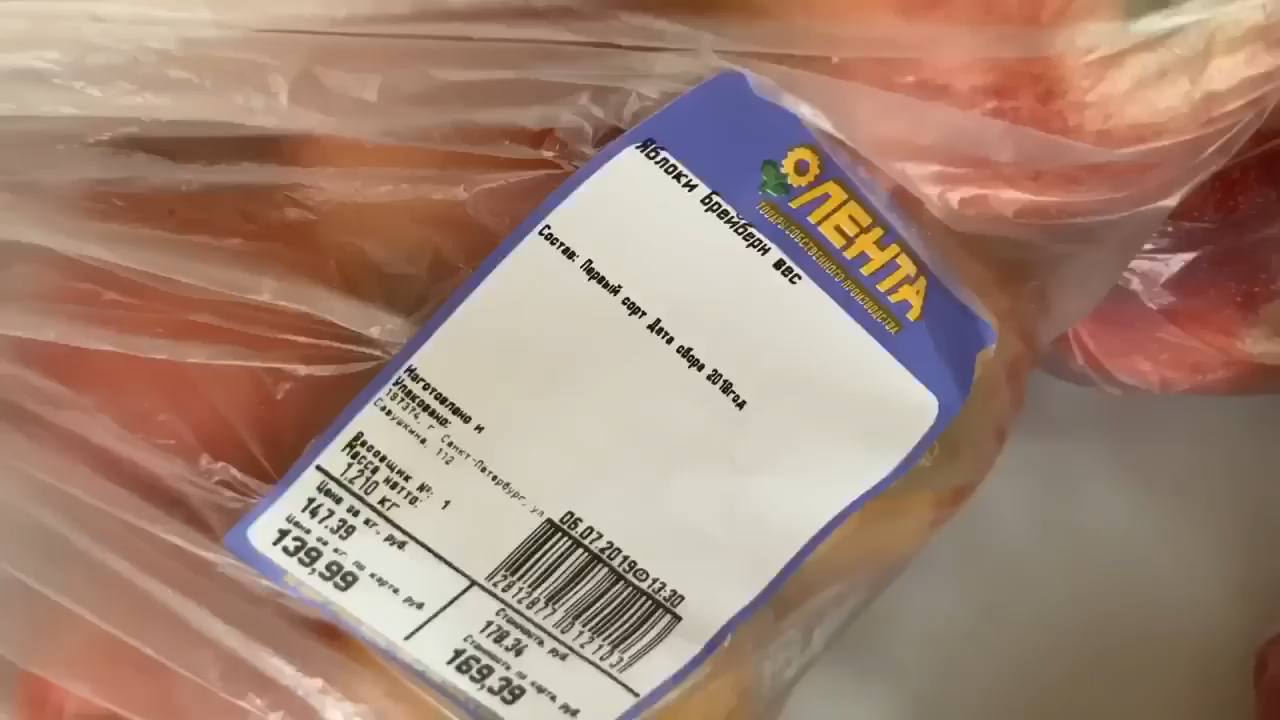 ЛЕНТА
ТОВАРЫ СОБСТВЕННОГО ПРОИЗВОДСТВА
Яблоки Брейберн вес
Состав: Первый сорт Дата сбора 2018год
Изготовлено и
Упаковано:
197374, г. Санкт-Петербург, ул.
Савушкина, 112
Весовщик №: 1
Масса нетто:
1,210 кг
06.07.2019 13:30
Цена за кг, руб.
147.39
Цена за кг. по карте, руб.
139,99
2812877012103
Стоимость, руб.
178.34
Стоимость по карте, руб.
169,39